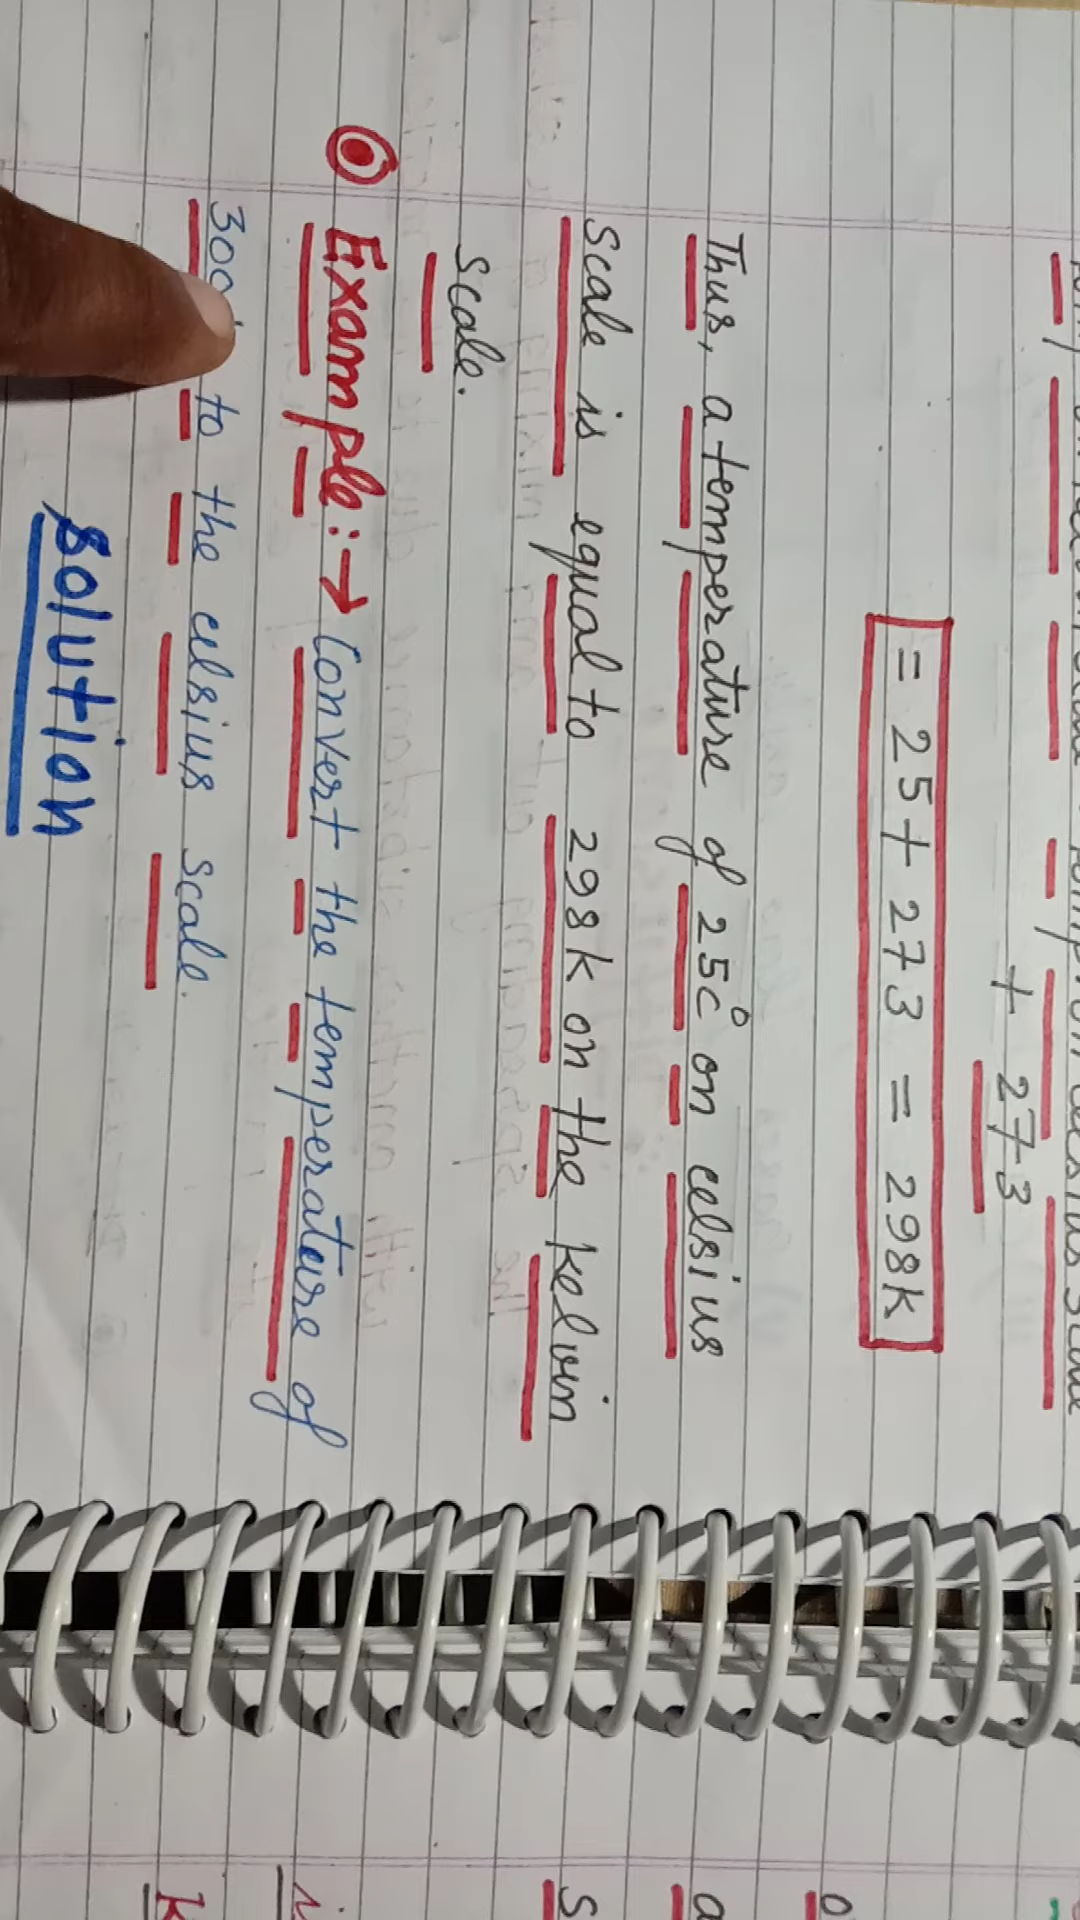 + 273
= 25+ 273 = 298k
Thus, a temperature of 25c° on celsius
scale is equal to 298k on the kelvin
scale.
Example:→ Convert the temperature of
to the celsius scale.
Solution